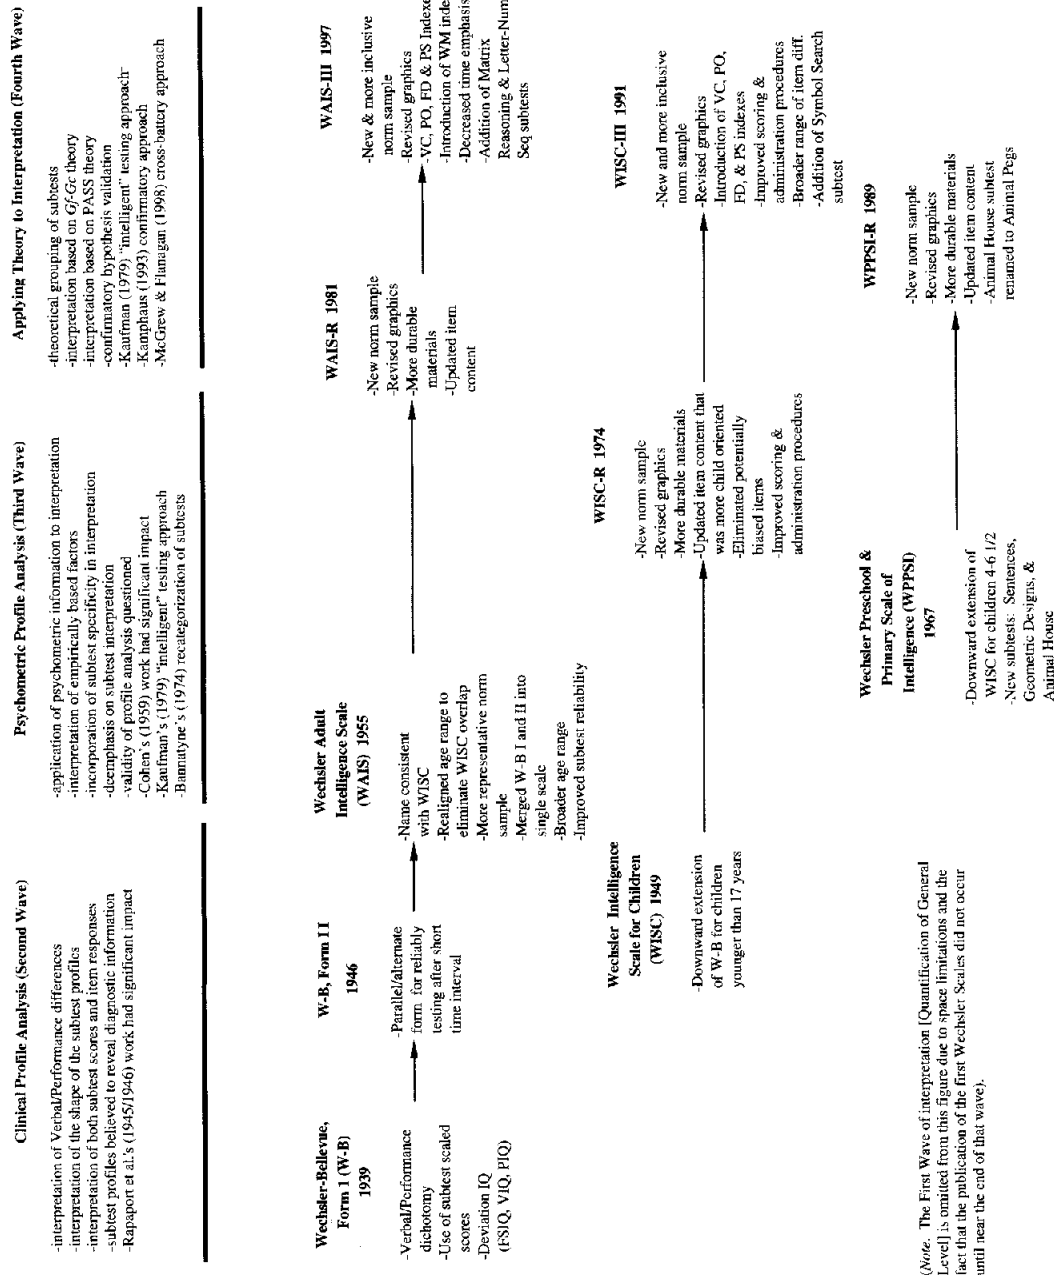 Clinical Profile Analysis (Second Wave)
-interpretation of Verbal/Performance differences
-interpretation of the shape of the subtest profiles
-interpretation of both subtest scores and item responses
-subtest profiles believed to reveal diagnostic information
-Rapaport et al.'s (1945/1946) work had significant impact
Psychometric Profile Analysis (Third Wave)
-application of psychometric information to interpretation
-interpretation of empirically based factors
-incorporation of subtest specificity in interpretation
-deemphasis on subtest interpretation
-validity of profile analysis questioned
-Cohen's (1959) work had significant impact
-Kaufman's (1979) "intelligent" testing approach
-Bannatyne's (1974) recategorization of subtests
Applying Theory to Interpretation (Fourth Wave)
-theoretical grouping of subtests
-interpretation based on Gf-Gc theory
-interpretation based on PASS theory
-confirmatory hypothesis validation
-Kaufman (1979) "intelligent" testing approach-
-Kamphaus (1993) confirmatory approach
-McGrew & Flanagan (1998) cross-battery approach
Wechsler-Bellevue,
Form 1 (W-B)
1939
-Verbal/Performance
dichotomy
-Use of subtest scaled
scores
-Deviation IQ
(FSIQ, VIQ, PIQ)
W-B, Form II
1946
-Parallel/alternate
form for reliably
testing after short
time interval
Wechsler Adult
Intelligence Scale
(WAIS) 1955
-Name consistent
with WISC
-Realigned age range to
eliminate WISC overlap
-More representative norm
sample
-Merged W-B I and II into
single scale
-Broader age range
-Improved subtest reliability
WAIS-R 1981
-New norm sample
-Revised graphics
-More durable
materials
-Updated item
content
WAIS-III 1997
-New & more inclusive
norm sample
-Revised graphics
-VC, PO, FD & PS Indexe
-Introduction of WM inde
-Decreased time emphasis
-Addition of Matrix
Reasoning & Letter-Num
Seq subtests
Wechsler Intelligence
Scale for Children
(WISC) 1949
-Downward extension
of W-B for children
younger than 17 years
WISC-R 1974
-New norm sample
-Revised graphics
-More durable materials
-Updated item content that
was more child oriented
-Eliminated potentially
biased items
-Improved scoring &
administration procedures
WISC-III 1991
-New and more inclusive
norm sample
-Revised graphics
-Introduction of VC, PO,
FD, & PS indexes
-Improved scoring &
administration procedures
-Broader range of item diff.
-Addition of Symbol Search
subtest
Wechsler Preschool &
Primary Scale of
Intelligence (WPPSI)
1967
-Downward extension of
WISC for children 4-6 1/2
-New subtests: Sentences,
Geometric Designs, &
Animal House
WPPSI-R 1989
-New norm sample
-Revised graphics
-More durable materials
-Updated item content
-Animal House subtest
renamed to Animal Pegs
(Note. The First Wave of interpretation [Quantification of General
Level] is omitted from this figure due to space limitations and the
fact that the publication of the first Wechsler Scales did not occur
until near the end of that wave).